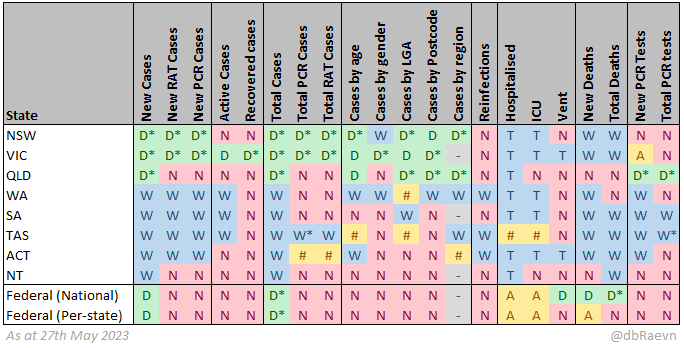 State New Cases New RAT Cases New PCR Cases Active Cases Recovered cases Total Cases Total PCR Cases Total RAT Cases Cases by age Cases by gender Cases by LGA Cases by Postcode Cases by region Reinfections Hospitalised ICU Vent New Deaths Total Deaths New PCR Tests Total PCR tests
NSW D* D* D* N N D* D* D* D* W D* D D* N T T N W W N N
VIC D* D* D* D D* D* D* D* D D* D D* - N T T T W W A N
QLD D* N N N N D* N N D N D* D* D* N T N N N N D* D*
WA W W W W N W N N W W # W W W T T N W N W N
SA W W W W N W N N N N W N - N T T N W W W W
TAS W W W W N W W* W # N # N W W # # N W W W W*
ACT W W W W N W # # W N N N # W T T T W W W W
NT W N N N N W N N N N N N - N T N N N W N N
Federal (National) D N N N N D* N N N N N N - N A A D D D* N N
Federal (Per-state) D N N N N D* N N N N N N - N A A N A N N N
As at 27th May 2023 @dbRaevn